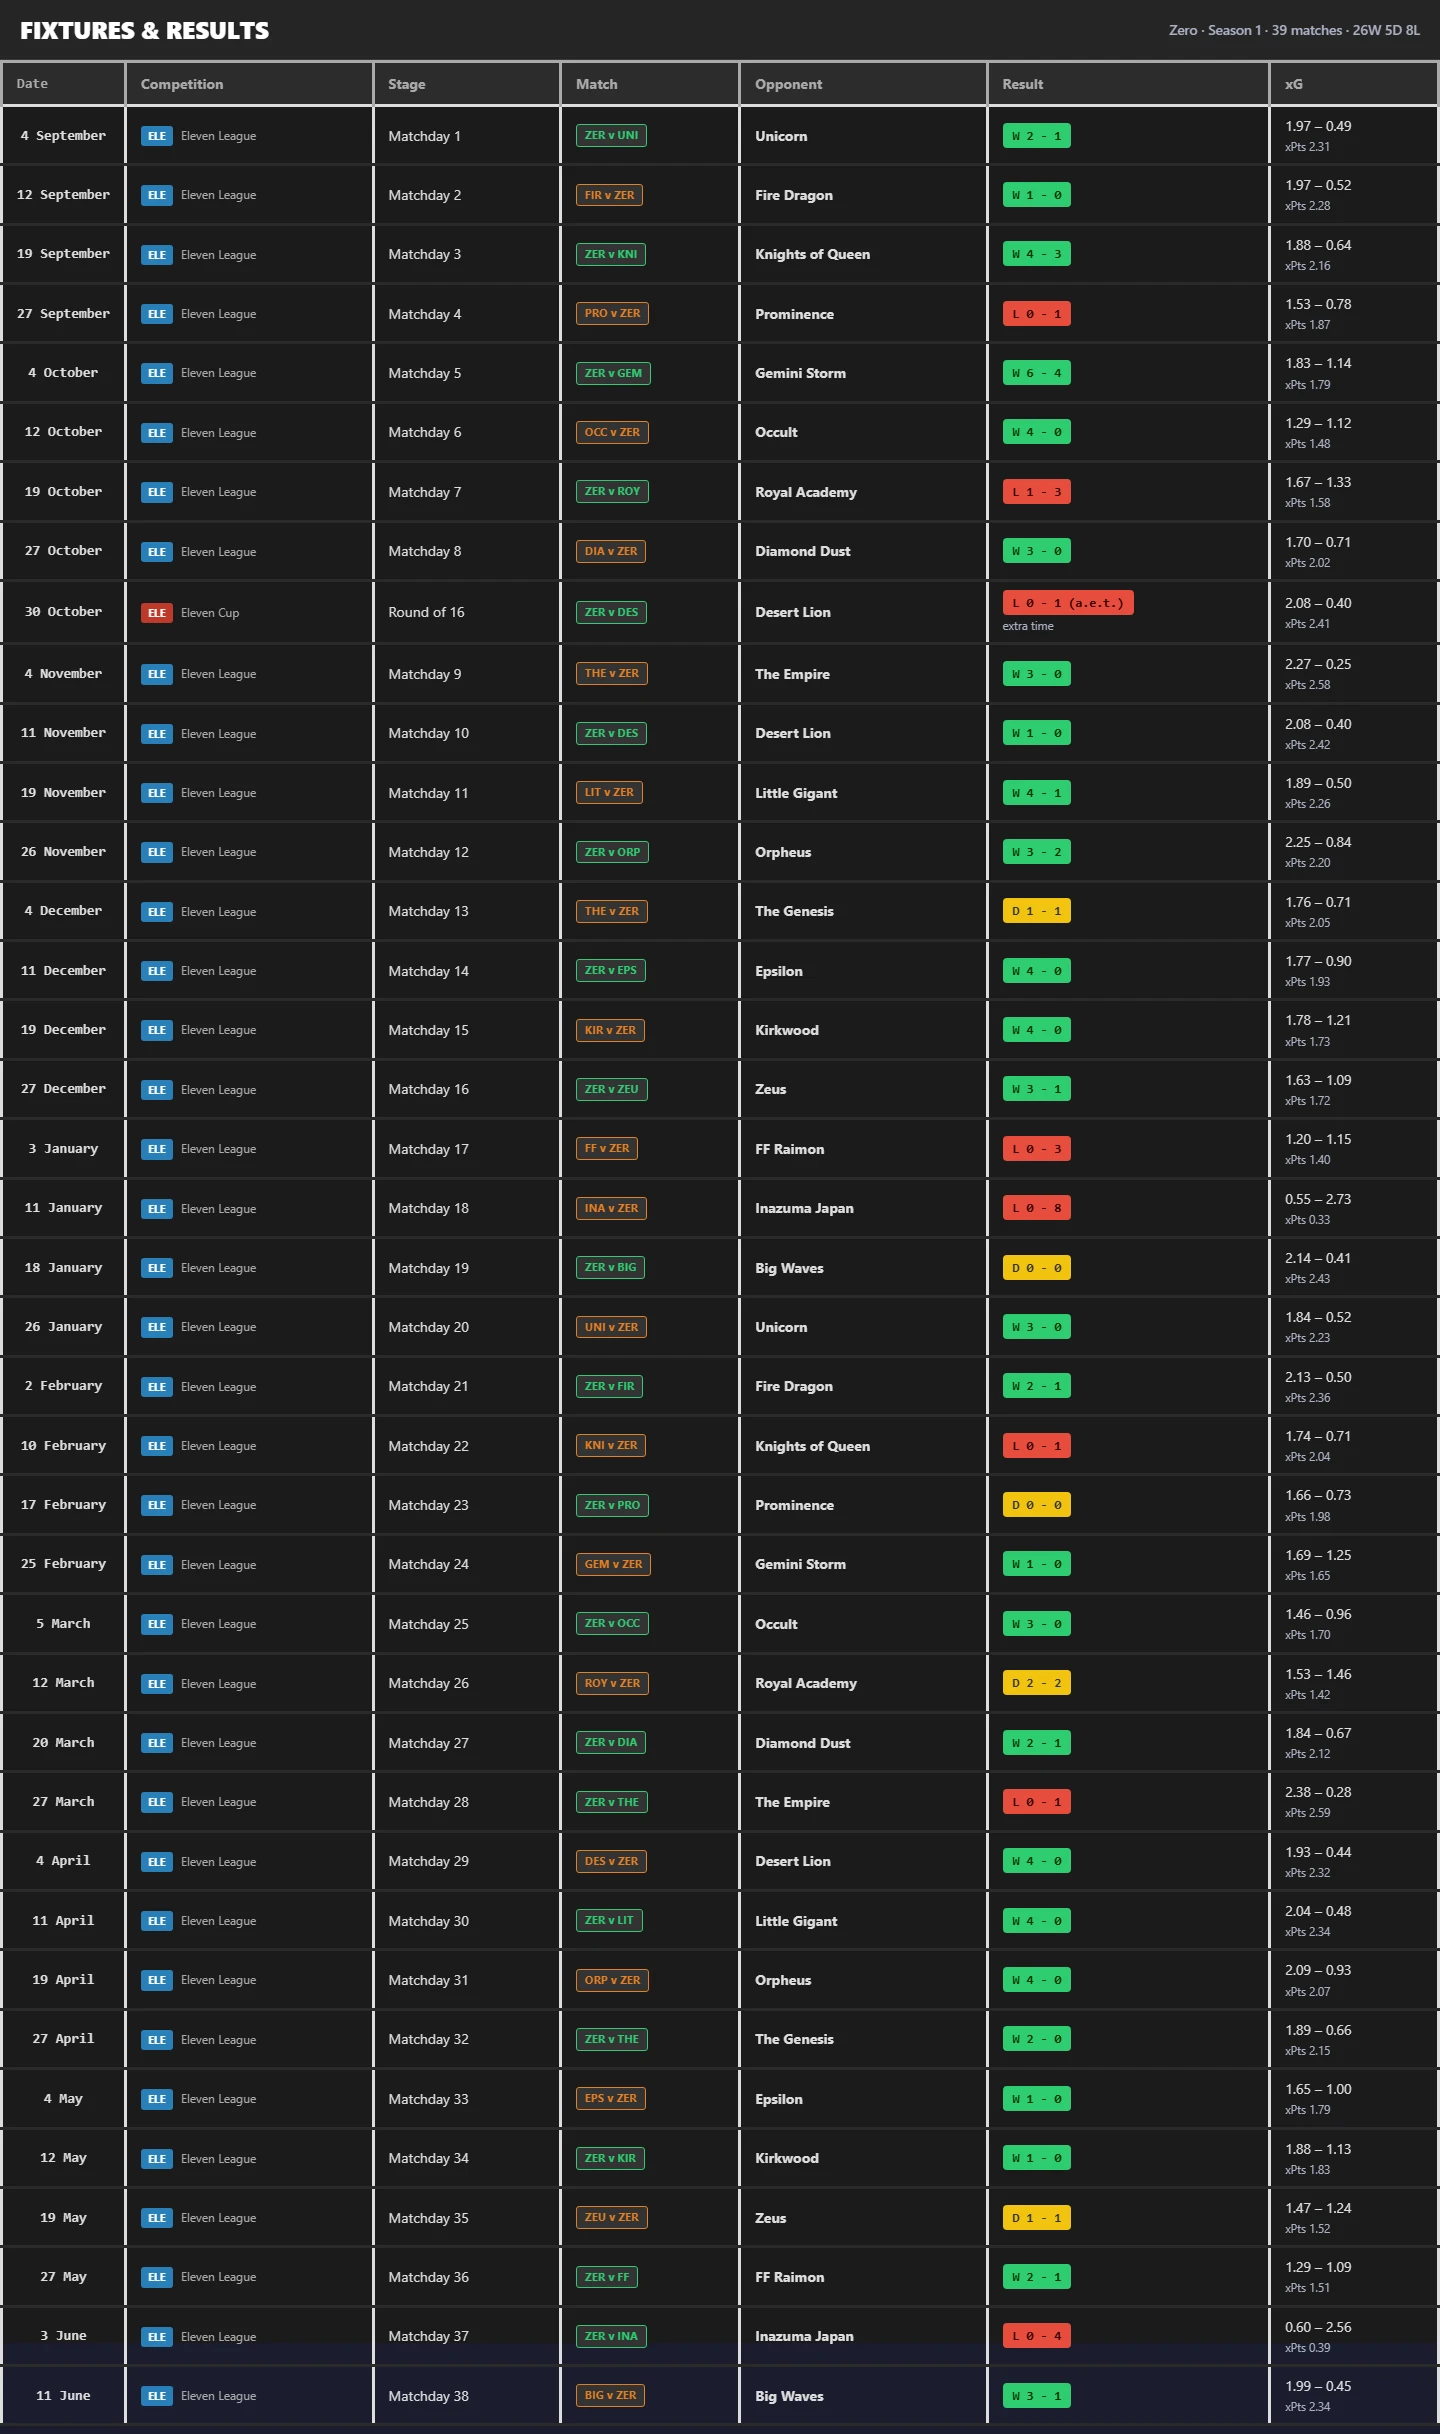 FIXTURES & RESULTS
Zero · Season 1 · 39 matches · 26W 5D 8L
Date Competition Stage Match Opponent Result xG
4 September ELE Eleven League Matchday 1 ZER v UNI Unicorn W 2 - 1 1.97 – 0.49
xPts 2.31
12 September ELE Eleven League Matchday 2 FIR v ZER Fire Dragon W 1 - 0 1.97 – 0.52
xPts 2.28
19 September ELE Eleven League Matchday 3 ZER v KNI Knights of Queen W 4 - 3 1.88 – 0.64
xPts 2.16
27 September ELE Eleven League Matchday 4 PRO v ZER Prominence L 0 - 1 1.53 – 0.78
xPts 1.87
4 October ELE Eleven League Matchday 5 ZER v GEM Gemini Storm W 6 - 4 1.83 – 1.14
xPts 1.79
12 October ELE Eleven League Matchday 6 OCC v ZER Occult W 4 - 0 1.29 – 1.12
xPts 1.48
19 October ELE Eleven League Matchday 7 ZER v ROY Royal Academy L 1 - 3 1.67 – 1.33
xPts 1.58
27 October ELE Eleven League Matchday 8 DIA v ZER Diamond Dust W 3 - 0 1.70 – 0.71
xPts 2.02
30 October ELE Eleven Cup Round of 16 ZER v DES Desert Lion L 0 - 1 (a.e.t.) 2.08 – 0.40
extra time xPts 2.41
4 November ELE Eleven League Matchday 9 THE v ZER The Empire W 3 - 0 2.27 – 0.25
xPts 2.58
11 November ELE Eleven League Matchday 10 ZER v DES Desert Lion W 1 - 0 2.08 – 0.40
xPts 2.42
19 November ELE Eleven League Matchday 11 LIT v ZER Little Gigant W 4 - 1 1.89 – 0.50
xPts 2.26
26 November ELE Eleven League Matchday 12 ZER v ORP Orpheus W 3 - 2 2.25 – 0.84
xPts 2.20
4 December ELE Eleven League Matchday 13 THE v ZER The Genesis D 1 - 1 1.76 – 0.71
xPts 2.05
11 December ELE Eleven League Matchday 14 ZER v EPS Epsilon W 4 - 0 1.77 – 0.90
xPts 1.93
19 December ELE Eleven League Matchday 15 KIR v ZER Kirkwood W 4 - 0 1.78 – 1.21
xPts 1.73
27 December ELE Eleven League Matchday 16 ZER v ZEU Zeus W 3 - 1 1.63 – 1.09
xPts 1.72
3 January ELE Eleven League Matchday 17 FF v ZER FF Raimon L 0 - 3 1.20 – 1.15
xPts 1.40
11 January ELE Eleven League Matchday 18 INA v ZER Inazuma Japan L 0 - 8 0.55 – 2.73
xPts 0.33
18 January ELE Eleven League Matchday 19 ZER v BIG Big Waves D 0 - 0 2.14 – 0.41
xPts 2.43
26 January ELE Eleven League Matchday 20 UNI v ZER Unicorn W 3 - 0 1.84 – 0.52
xPts 2.23
2 February ELE Eleven League Matchday 21 ZER v FIR Fire Dragon W 2 - 1 2.13 – 0.50
xPts 2.36
10 February ELE Eleven League Matchday 22 KNI v ZER Knights of Queen L 0 - 1 1.74 – 0.71
xPts 2.04
17 February ELE Eleven League Matchday 23 ZER v PRO Prominence D 0 - 0 1.66 – 0.73
xPts 1.98
25 February ELE Eleven League Matchday 24 GEM v ZER Gemini Storm W 1 - 0 1.69 – 1.25
xPts 1.65
5 March ELE Eleven League Matchday 25 ZER v OCC Occult W 3 - 0 1.46 – 0.96
xPts 1.70
12 March ELE Eleven League Matchday 26 ROY v ZER Royal Academy D 2 - 2 1.53 – 1.46
xPts 1.42
20 March ELE Eleven League Matchday 27 ZER v DIA Diamond Dust W 2 - 1 1.84 – 0.67
xPts 2.12
27 March ELE Eleven League Matchday 28 ZER v THE The Empire L 0 - 1 2.38 – 0.28
xPts 2.59
4 April ELE Eleven League Matchday 29 DES v ZER Desert Lion W 4 - 0 1.93 – 0.44
xPts 2.32
11 April ELE Eleven League Matchday 30 ZER v LIT Little Gigant W 4 - 0 2.04 – 0.48
xPts 2.34
19 April ELE Eleven League Matchday 31 ORP v ZER Orpheus W 4 - 0 2.09 – 0.93
xPts 2.07
27 April ELE Eleven League Matchday 32 ZER v THE The Genesis W 2 - 0 1.89 – 0.66
xPts 2.15
4 May ELE Eleven League Matchday 33 EPS v ZER Epsilon W 1 - 0 1.65 – 1.00
xPts 1.79
12 May ELE Eleven League Matchday 34 ZER v KIR Kirkwood W 1 - 0 1.88 – 1.13
xPts 1.83
19 May ELE Eleven League Matchday 35 ZEU v ZER Zeus D 1 - 1 1.47 – 1.24
xPts 1.52
27 May ELE Eleven League Matchday 36 ZER v FF FF Raimon W 2 - 1 1.29 – 1.09
xPts 1.51
3 June ELE Eleven League Matchday 37 ZER v INA Inazuma Japan L 0 - 4 0.60 – 2.56
xPts 0.39
11 June ELE Eleven League Matchday 38 BIG v ZER Big Waves W 3 - 1 1.99 – 0.45
xPts 2.34